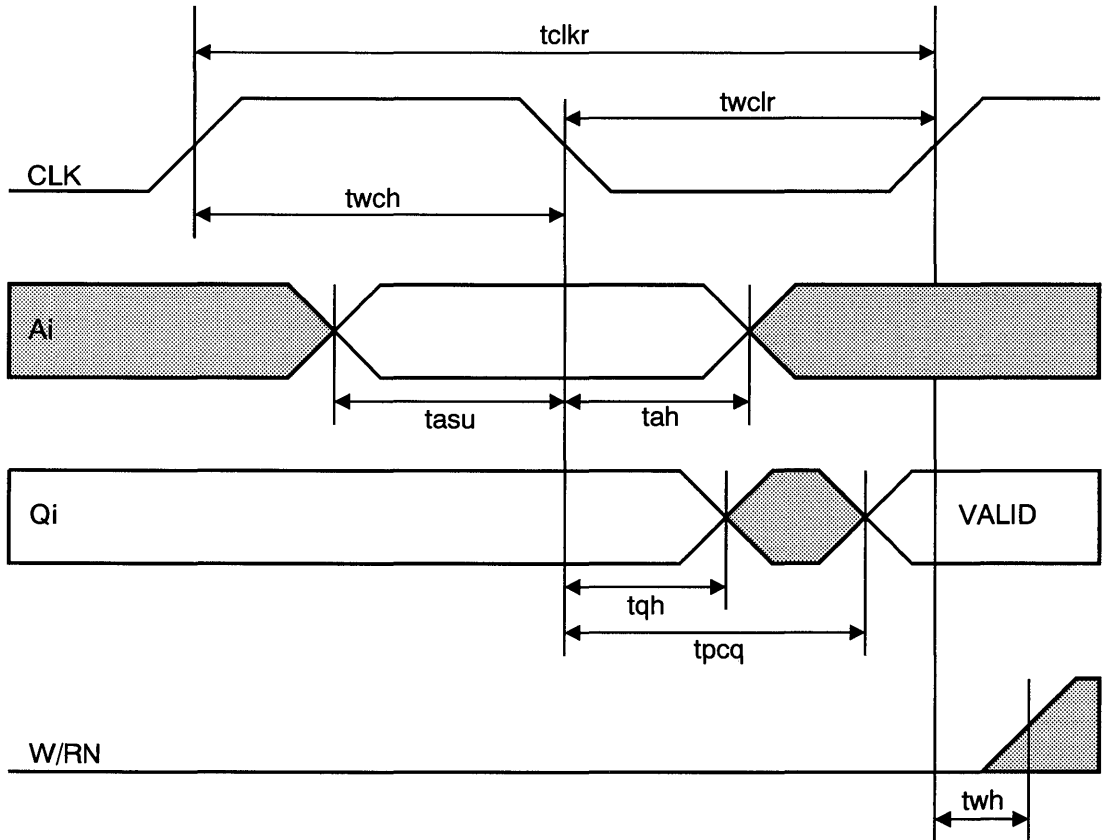 tclkr
twclr
CLK
twch
Ai
tasu
tah
Qi
VALID
tqh
tpcq
W/RN
twh